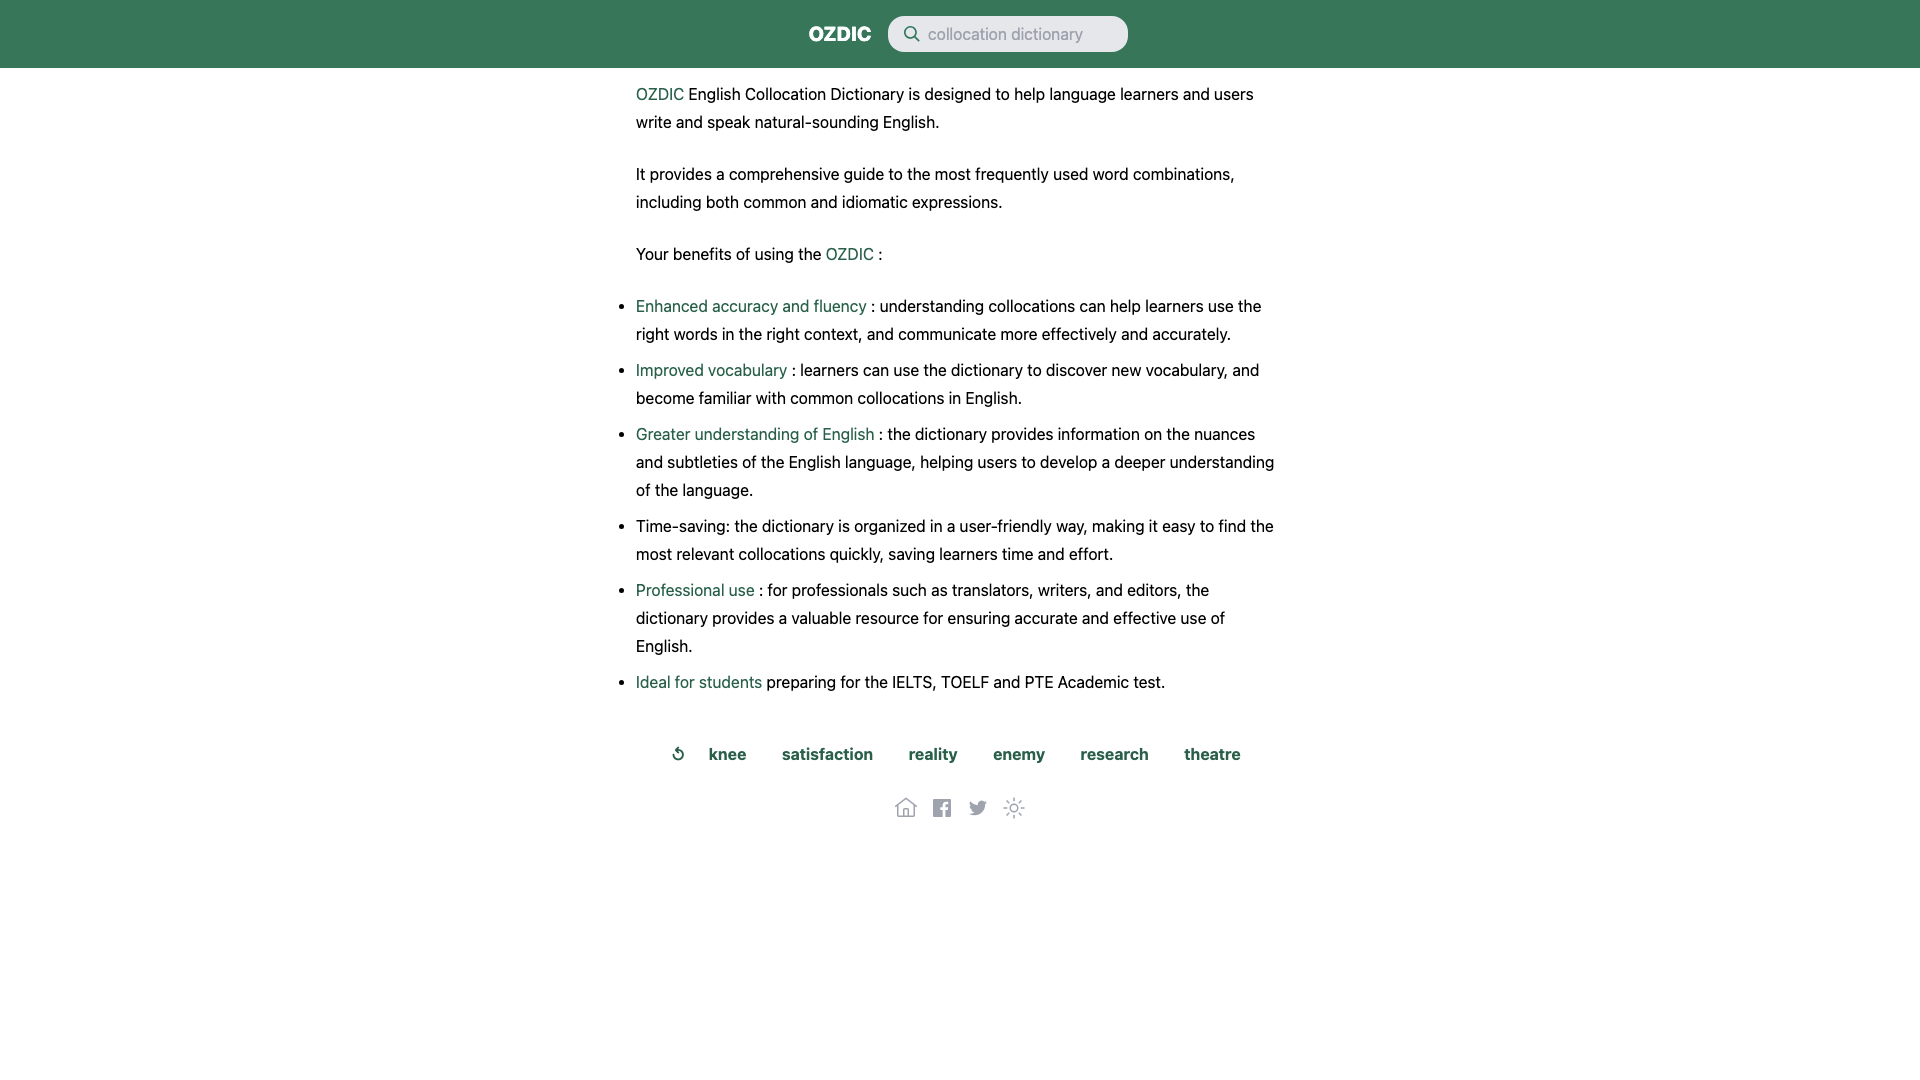 OZDIC
collocation dictionary
OZDIC English Collocation Dictionary is designed to help language learners and users
write and speak natural-sounding English.
It provides a comprehensive guide to the most frequently used word combinations,
including both common and idiomatic expressions.
Your benefits of using the OZDIC :
• Enhanced accuracy and fluency : understanding collocations can help learners use the
right words in the right context, and communicate more effectively and accurately.
• Improved vocabulary : learners can use the dictionary to discover new vocabulary, and
become familiar with common collocations in English.
• Greater understanding of English : the dictionary provides information on the nuances
and subtleties of the English language, helping users to develop a deeper understanding
of the language.
• Time-saving: the dictionary is organized in a user-friendly way, making it easy to find the
most relevant collocations quickly, saving learners time and effort.
• Professional use : for professionals such as translators, writers, and editors, the
dictionary provides a valuable resource for ensuring accurate and effective use of
English.
• Ideal for students preparing for the IELTS, TOELF and PTE Academic test.
knee satisfaction reality enemy research theatre